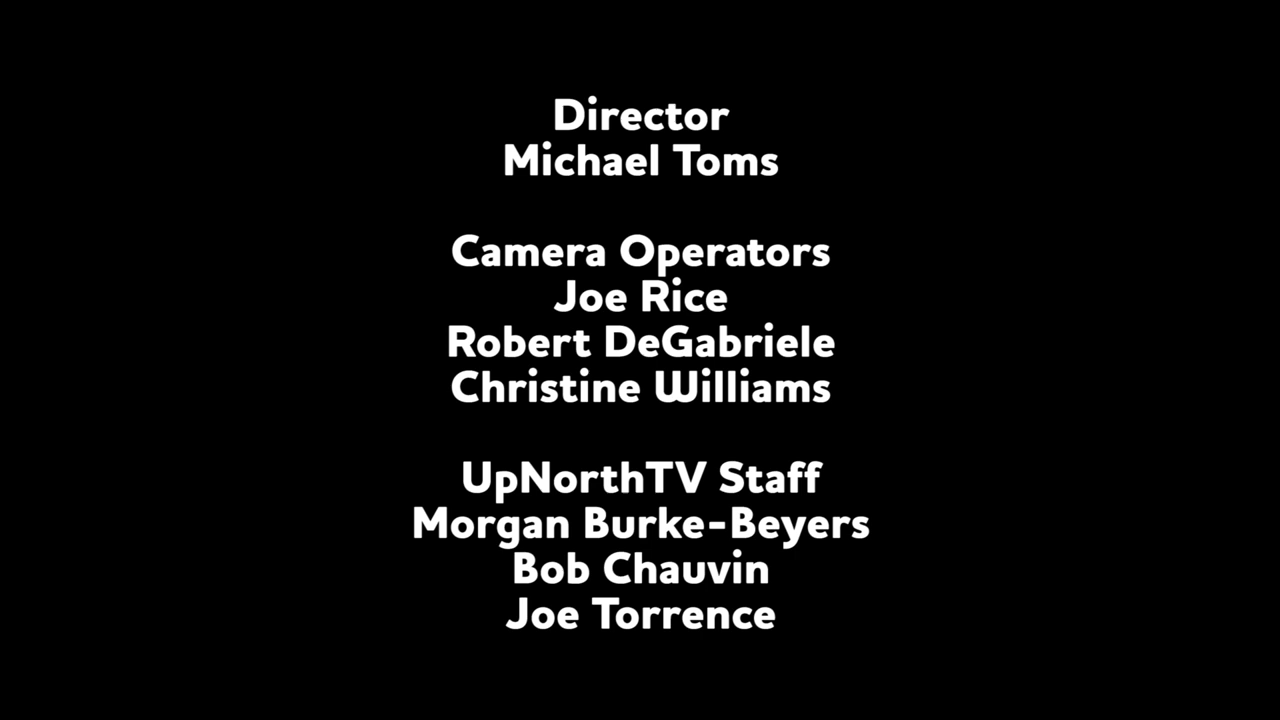 Director
Michael Toms
Camera Operators
Joe Rice
Robert DeGabriele
Christine Williams
UpNorthTV Staff
Morgan Burke-Beyers
Bob Chauvin
Joe Torrence